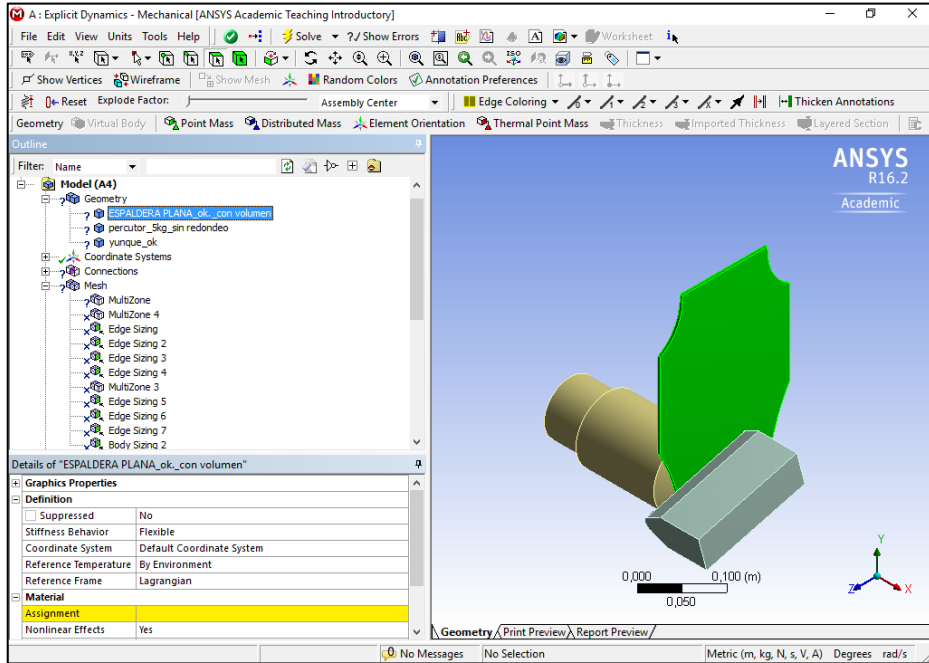 A : Explicit Dynamics - Mechanical [ANSYS Academic Teaching Introductory]
File Edit View Units Tools Help Solve ?/ Show Errors Worksheet
Show Vertices Wireframe Show Mesh Random Colors Annotation Preferences
Reset Explode Factor: Assembly Center Edge Coloring Thicken Annotations
Geometry Virtual Body Point Mass Distributed Mass Element Orientation Thermal Point Mass Thickness Imported Thickness Layered Section
Outline
Filter: Name
Model (A4)
Geometry
ESPALDERA PLANA_ok._con volumen
percutor_5kg_sin redondeo
yunque_ok
Coordinate Systems
Connections
Mesh
MultiZone
MultiZone 4
Edge Sizing
Edge Sizing 2
Edge Sizing 3
Edge Sizing 4
MultiZone 3
Edge Sizing 5
Edge Sizing 6
Edge Sizing 7
Body Sizing 2
Details of "ESPALDERA PLANA_ok._con volumen"
Graphics Properties
Definition
Suppressed No
Stiffness Behavior Flexible
Coordinate System Default Coordinate System
Reference Temperature By Environment
Reference Frame Lagrangian
Material
Assignment
Nonlinear Effects Yes
ANSYS
R16.2
Academic
0,000 0,100 (m)
0,050
Y
Z X
Geometry Print Preview Report Preview
No Messages No Selection Metric (m, kg, N, s, V, A) Degrees rad/s